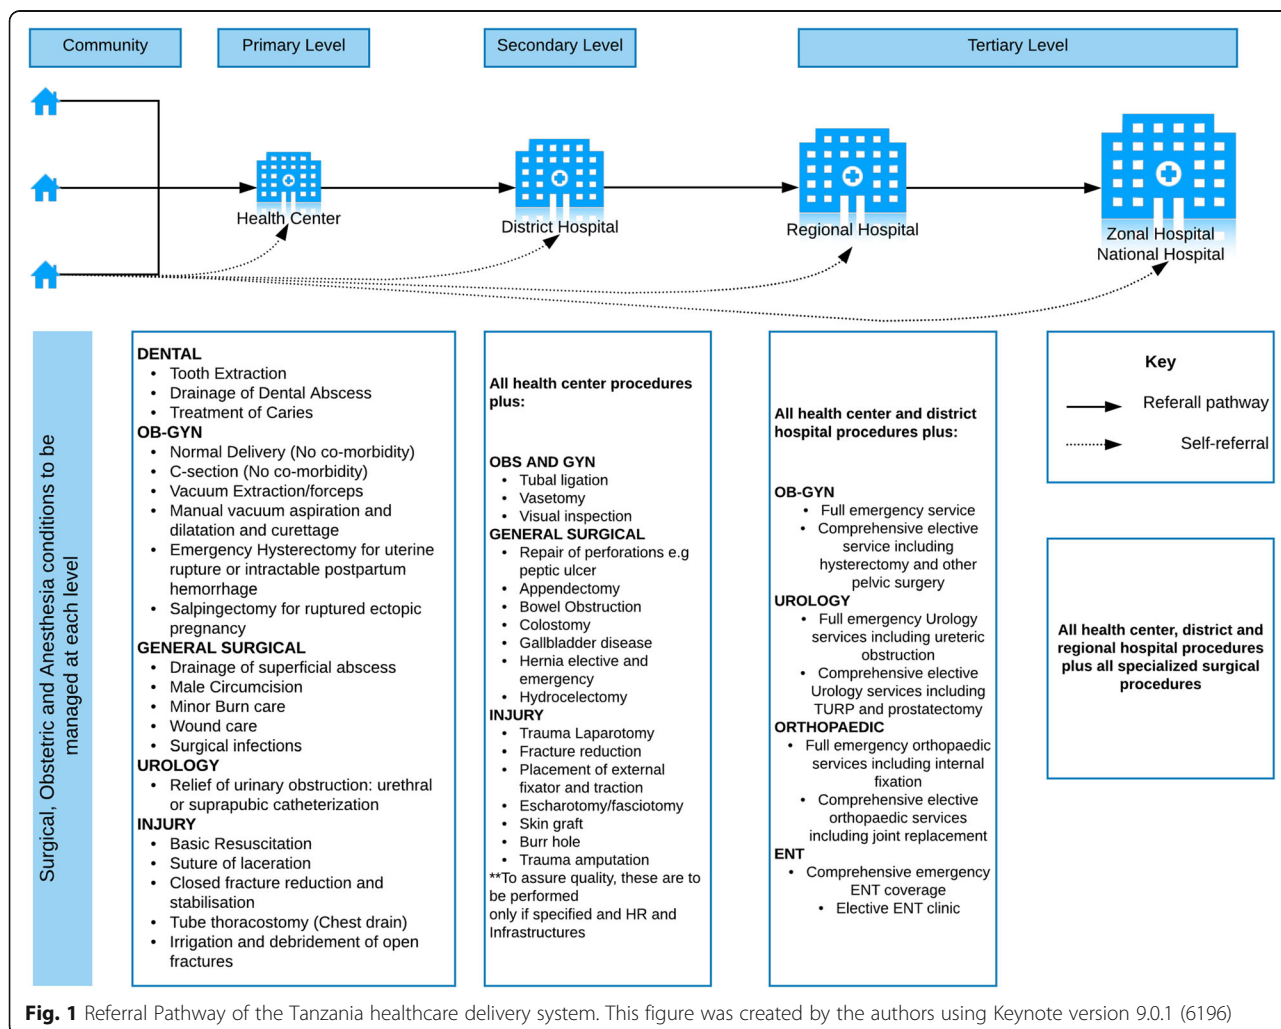 Community
Primary Level
Secondary Level
Tertiary Level
Health Center
District Hospital
Regional Hospital
Zonal Hospital
National Hospital
Surgical, Obstetric and Anesthesia conditions to be
managed at each level
DENTAL
• Tooth Extraction
• Drainage of Dental Abscess
• Treatment of Caries
OB-GYN
• Normal Delivery (No co-morbidity)
• C-section (No co-morbidity)
• Vacuum Extraction/forceps
• Manual vacuum aspiration and
dilatation and curettage
• Emergency Hysterectomy for uterine
rupture or intractable postpartum
hemorrhage
• Salpingectomy for ruptured ectopic
pregnancy
GENERAL SURGICAL
• Drainage of superficial abscess
• Male Circumcision
• Minor Burn care
• Wound care
• Surgical infections
UROLOGY
• Relief of urinary obstruction: urethral
or suprapubic catheterization
INJURY
• Basic Resuscitation
• Suture of laceration
• Closed fracture reduction and
stabilisation
• Tube thoracostomy (Chest drain)
• Irrigation and debridement of open
fractures
All health center procedures
plus:
OBS AND GYN
• Tubal ligation
• Vasetomy
• Visual inspection
GENERAL SURGICAL
• Repair of perforations e.g
peptic ulcer
• Appendectomy
• Bowel Obstruction
• Colostomy
• Gallbladder disease
• Hernia elective and
emergency
• Hydrocelectomy
INJURY
• Trauma Laparotomy
• Fracture reduction
• Placement of external
fixator and traction
• Escharotomy/fasciotomy
• Skin graft
• Burr hole
• Trauma amputation
**To assure quality, these are to
be performed
only if specified and HR and
Infrastructures
All health center and district
hospital procedures plus:
OB-GYN
• Full emergency service
• Comprehensive elective
service including
hysterectomy and other
pelvic surgery
UROLOGY
• Full emergency Urology
services including ureteric
obstruction
• Comprehensive elective
Urology services including
TURP and prostatectomy
ORTHOPAEDIC
• Full emergency orthopaedic
services including internal
fixation
• Comprehensive elective
orthopaedic services
including joint replacement
ENT
• Comprehensive emergency
ENT coverage
• Elective ENT clinic
Key
Referall pathway
Self-referral
All health center, district and
regional hospital procedures
plus all specialized surgical
procedures
Fig. 1 Referral Pathway of the Tanzania healthcare delivery system. This figure was created by the authors using Keynote version 9.0.1 (6196)